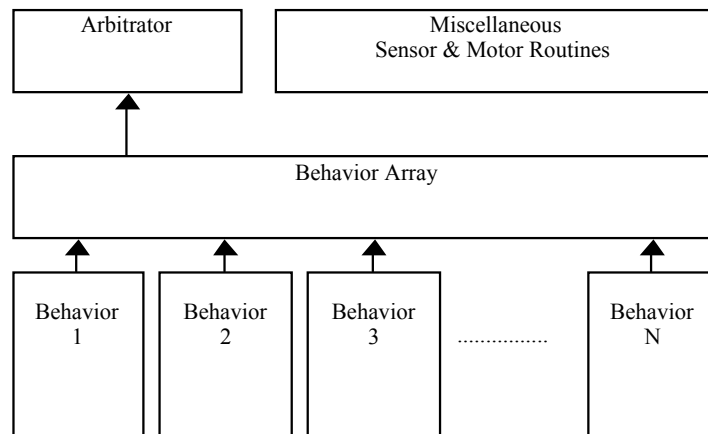 Arbitrator
Miscellaneous
Sensor & Motor Routines
Behavior Array
Behavior
1
Behavior
2
Behavior
3
................
Behavior
N